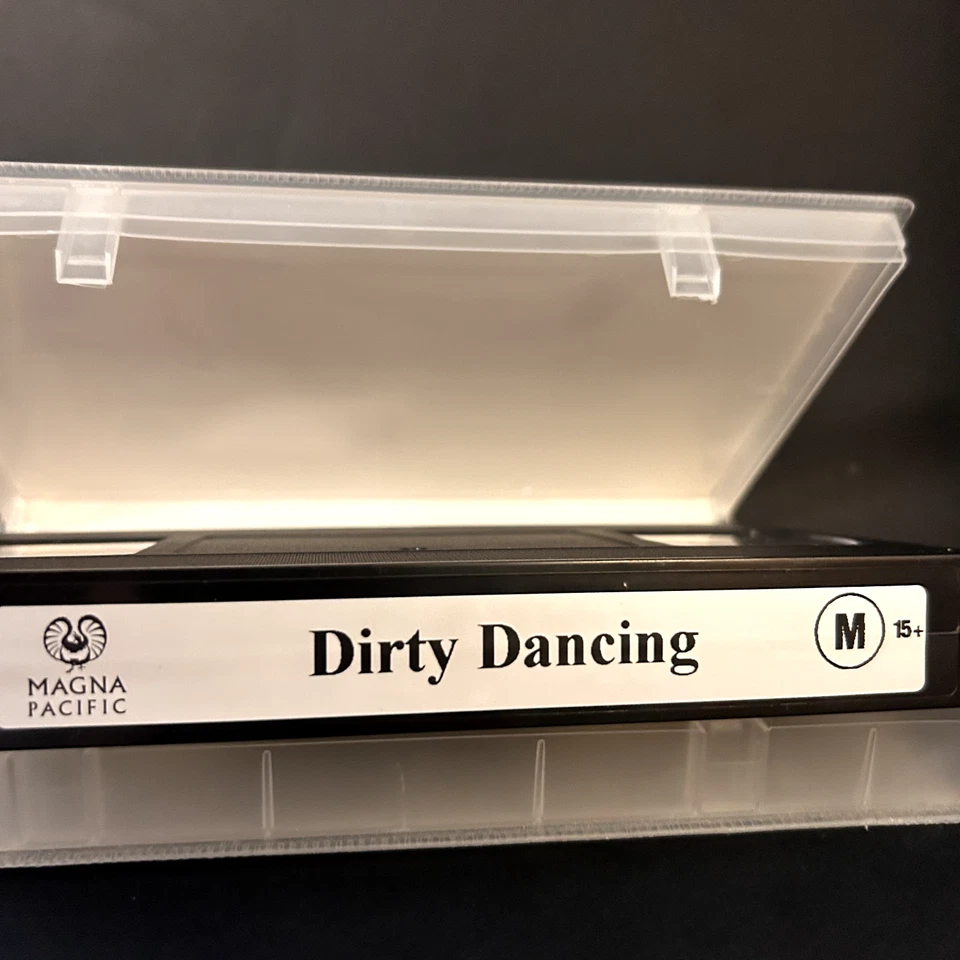 MAGNA
PACIFIC
Dirty Dancing
M 15+